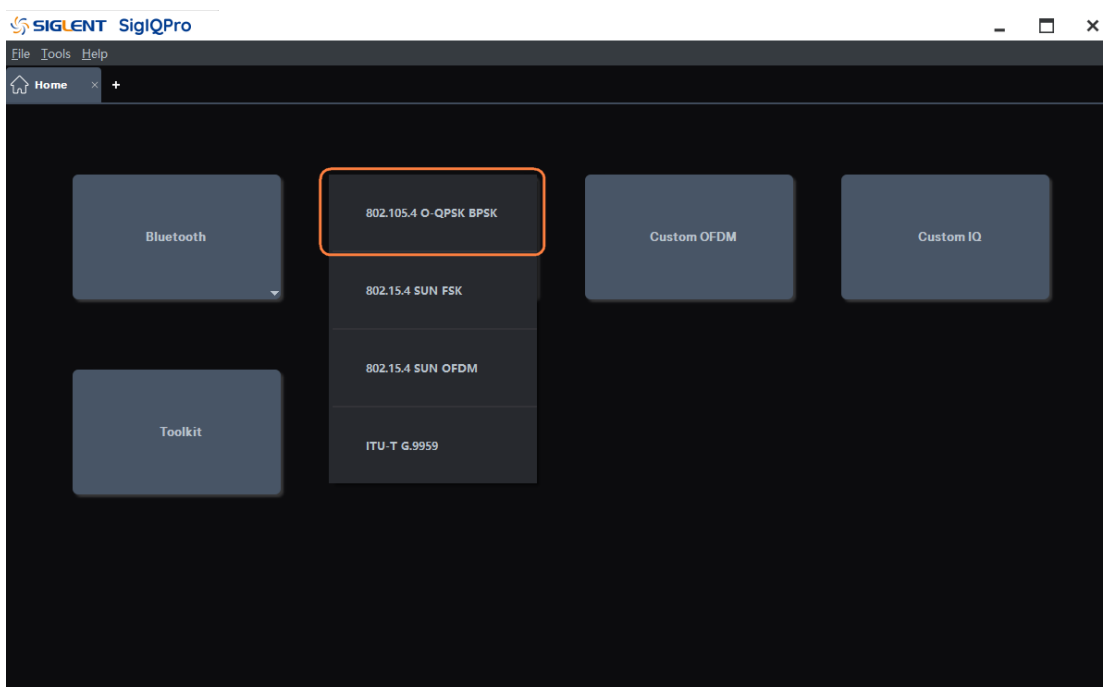 SIGLENT SigIQPro
File Tools Help
Home × +
Bluetooth
802.105.4 O-QPSK BPSK
802.15.4 SUN FSK
802.15.4 SUN OFDM
ITU-T G.9959
Custom OFDM
Custom IQ
Toolkit